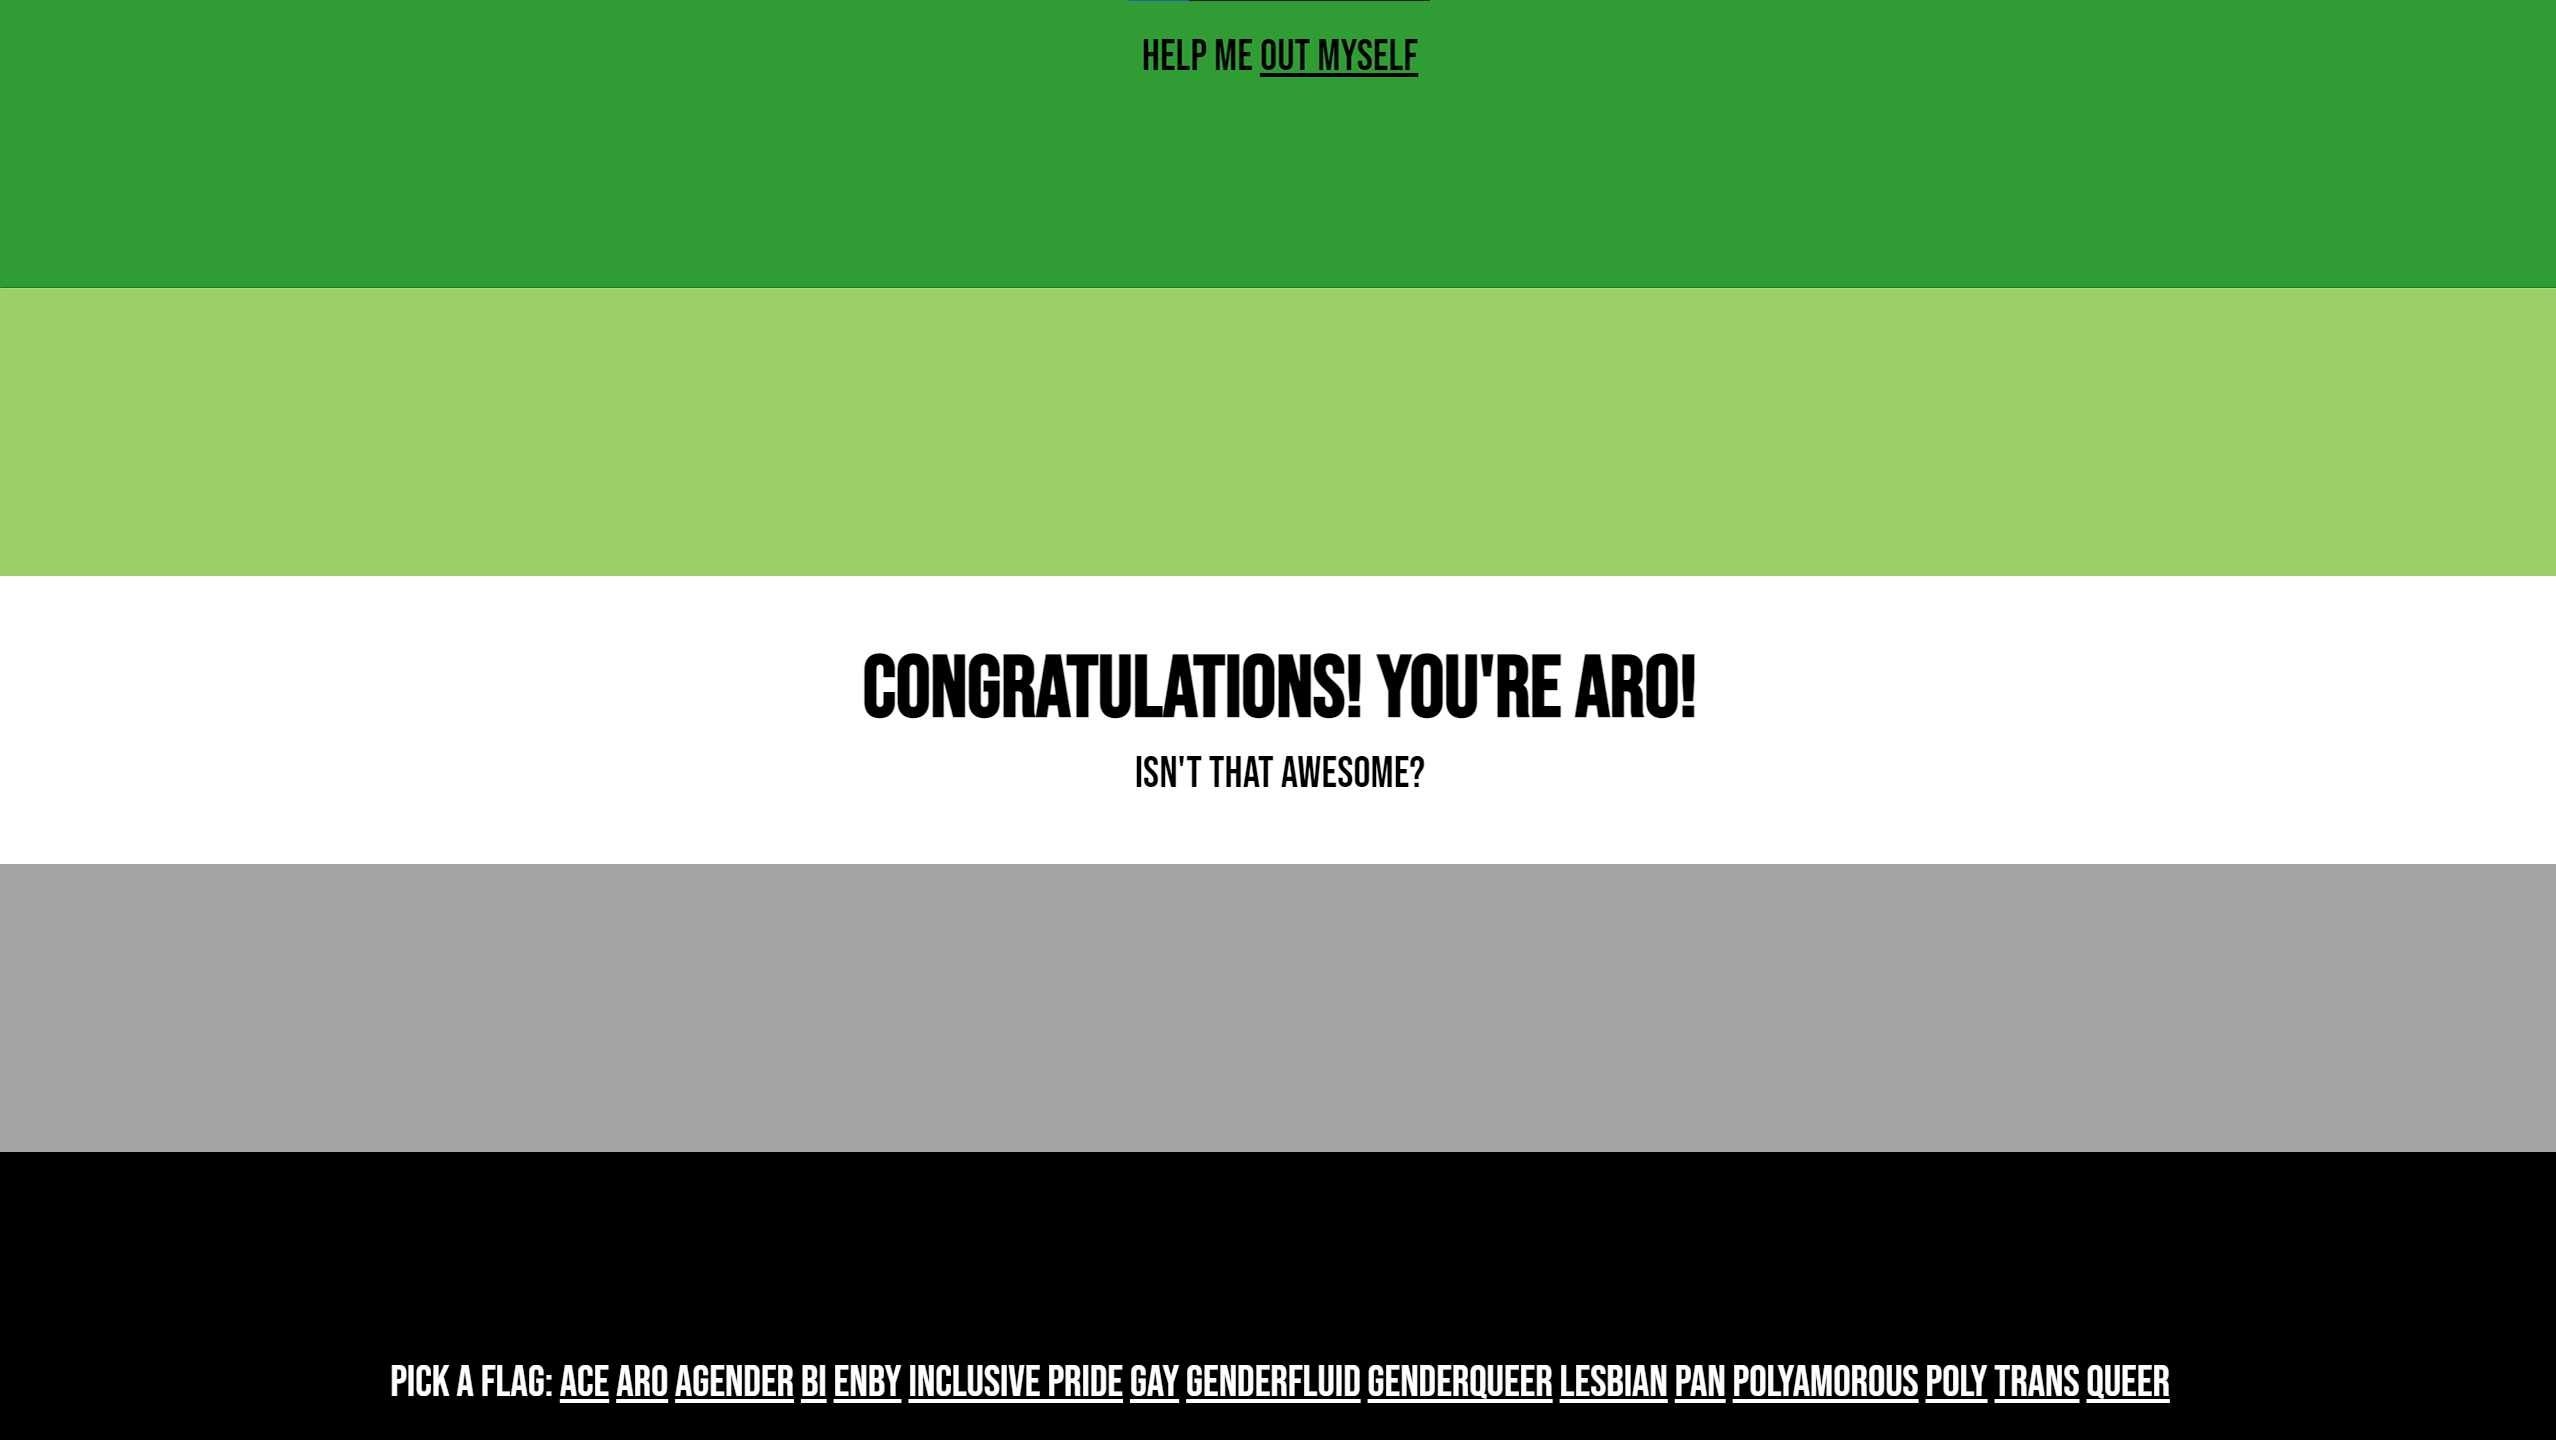 HELP ME OUT MYSELF
CONGRATULATIONS! YOU'RE ARO!
ISN'T THAT AWESOME?
PICK A FLAG: ACE ARO AGENDER BI ENBY INCLUSIVE PRIDE GAY GENDERFLUID GENDERQUEER LESBIAN PAN POLYAMOROUS POLY TRANS QUEER